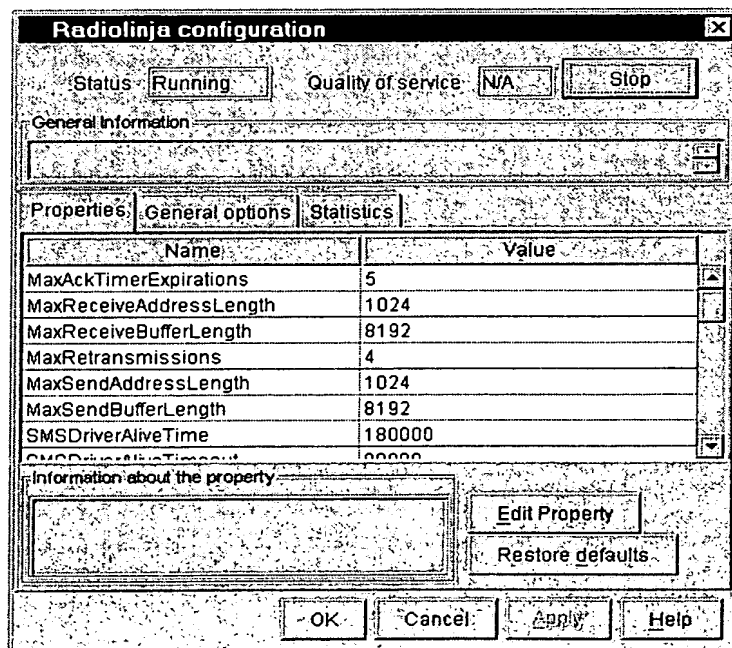 Radiolinja configuration
Status Running Quality of service N/A Stop
General Information
Properties General options Statistics
Name Value
MaxAckTimerExpirations 5
MaxReceiveAddressLength 1024
MaxReceiveBufferLength 8192
MaxRetransmissions 4
MaxSendAddressLength 1024
MaxSendBufferLength 8192
SMSDriverAliveTime 180000
SMSDriverAliveTimeout
Information about the property
Edit Property
Restore defaults
OK Cancel Apply Help